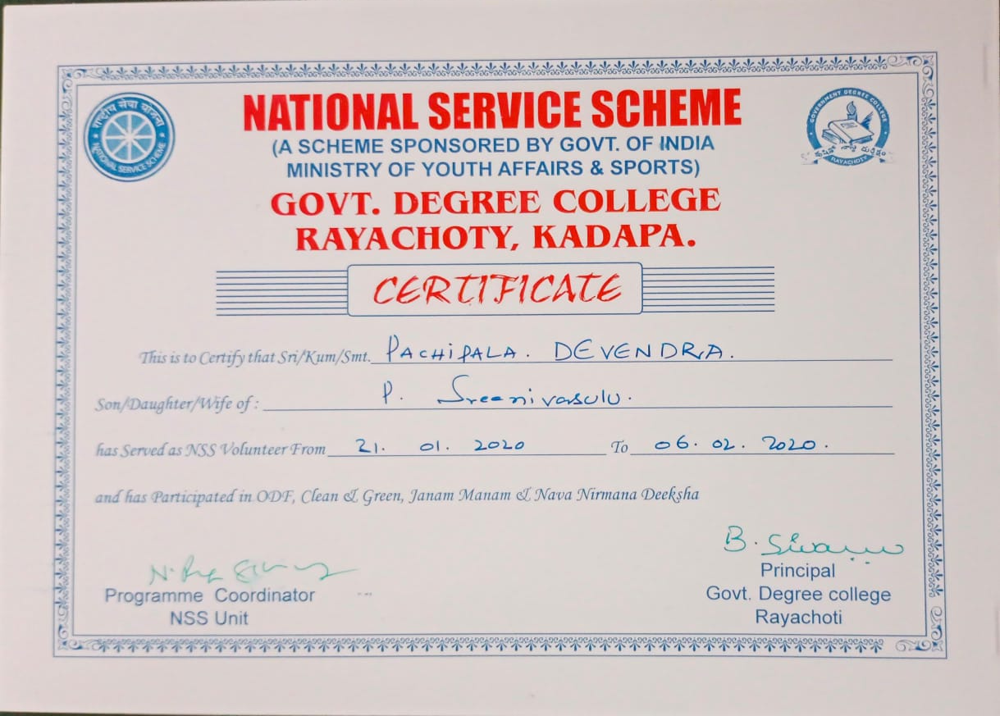 राष्ट्रीय सेवा योजना
NATIONAL SERVICE SCHEME
NATIONAL SERVICE SCHEME
(A SCHEME SPONSORED BY GOVT. OF INDIA
MINISTRY OF YOUTH AFFAIRS & SPORTS)
GOVERNMENT DEGREE COLLEGE
RAYACHOTY
GOVT. DEGREE COLLEGE
RAYACHOTY, KADAPA.
CERTIFICATE
This is to Certify that Sri/Kum/Smt. PACHIPALA. DEVENDRA.
Son/Daughter/Wife of : P. Sreenivasulu.
has Served as NSS Volunteer From 21. 01. 2020 To 06. 02. 2020.
and has Participated in ODF, Clean & Green, Janam Manam & Nava Nirmana Deeksha
Programme Coordinator
NSS Unit
B.
Principal
Govt. Degree college
Rayachoti